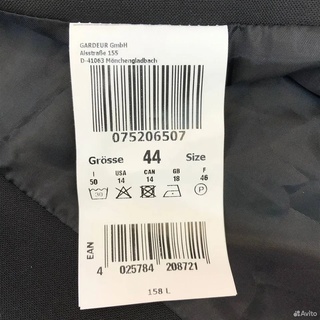 GARDEUR GmbH
Alsstraße 155
D-41063 Mönchengladbach
075206507
Grösse 44 Size
I USA CAN GB F
50 14 14 18 46
30 P
EAN
4 025784 208721
158 L
Avito